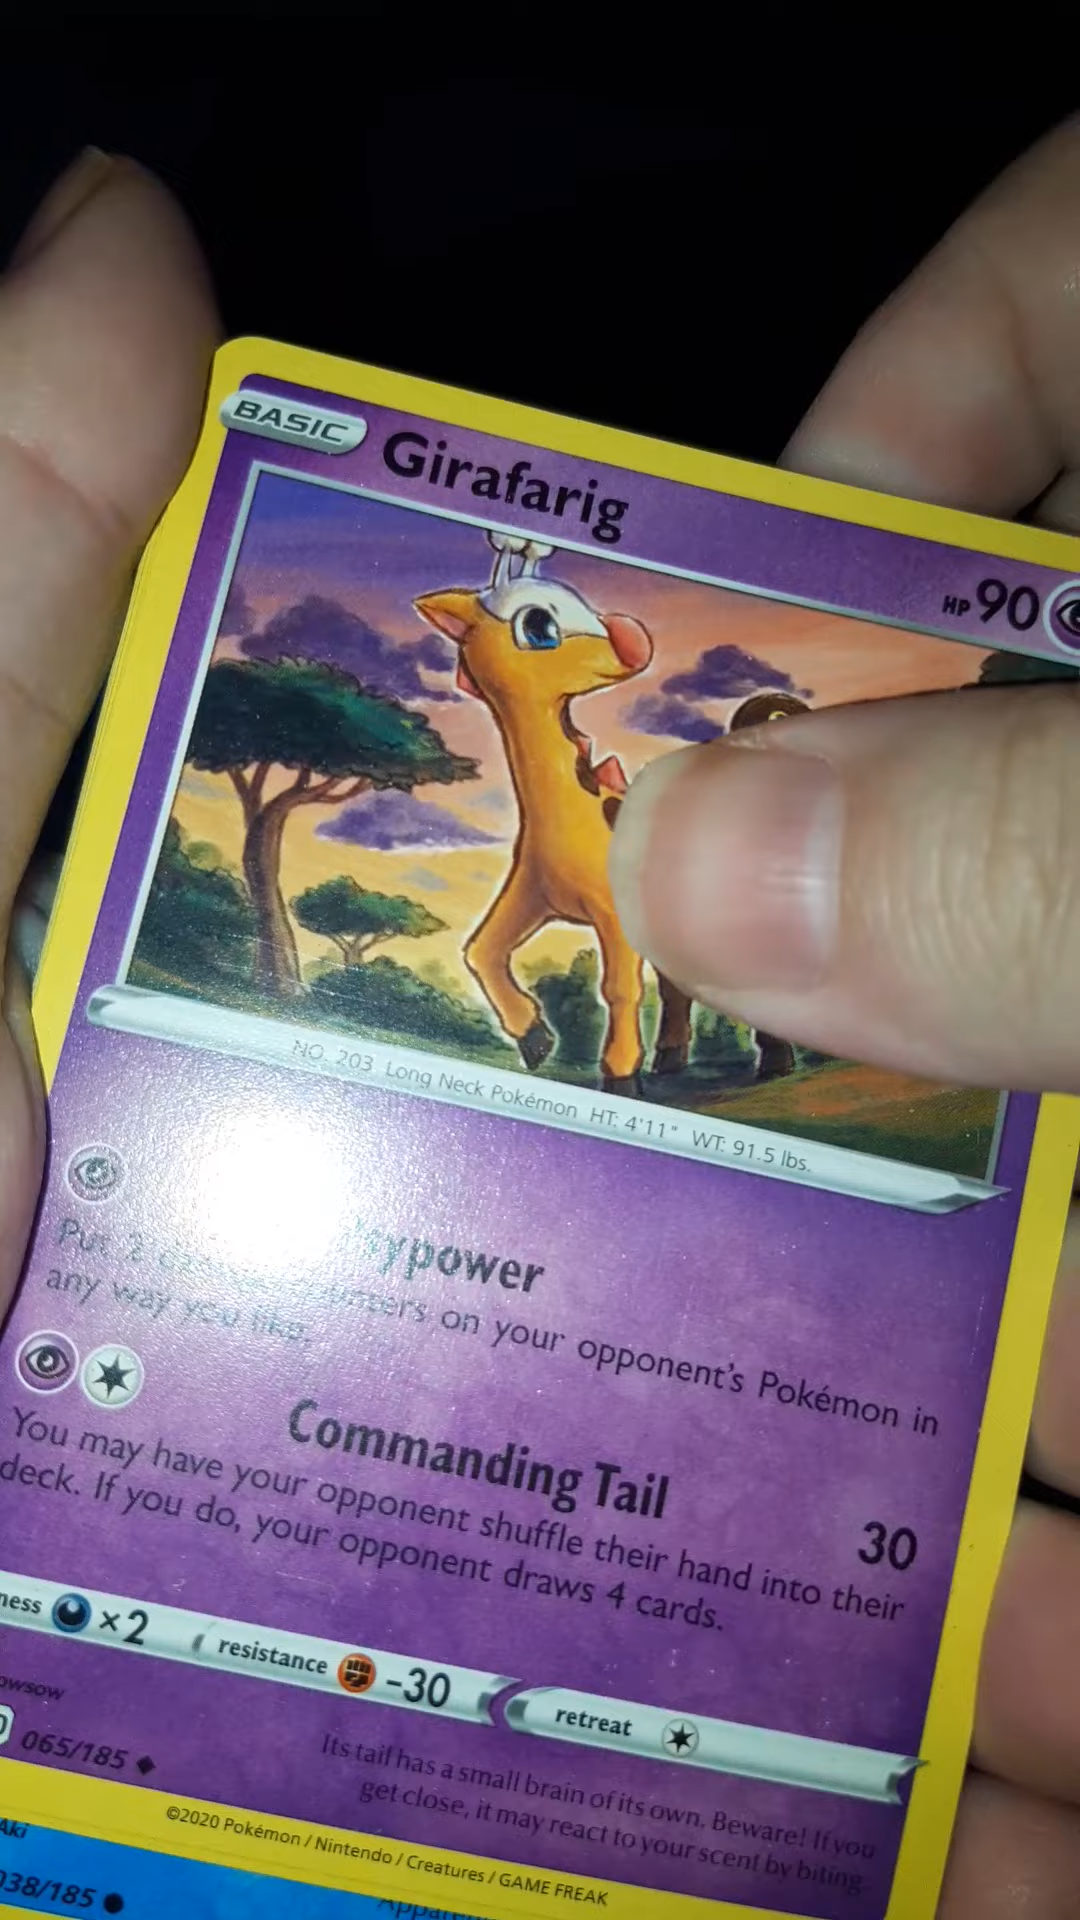 BASIC
Girafarig
HP 90
NO. 203 Long Neck Pokémon HT: 4'11" WT: 91.5 lbs.
Psypower
Put 3 counters on your opponent's Pokémon in
any way you like.
Commanding Tail
30
You may have your opponent shuffle their hand into their
deck. If you do, your opponent draws 4 cards.
ness ×2 resistance -30 retreat
owsow
065/185
Its tail has a small brain of its own. Beware! If you
get close, it may react to your scent by biting.
©2020 Pokémon / Nintendo / Creatures / GAME FREAK
Aki
038/185